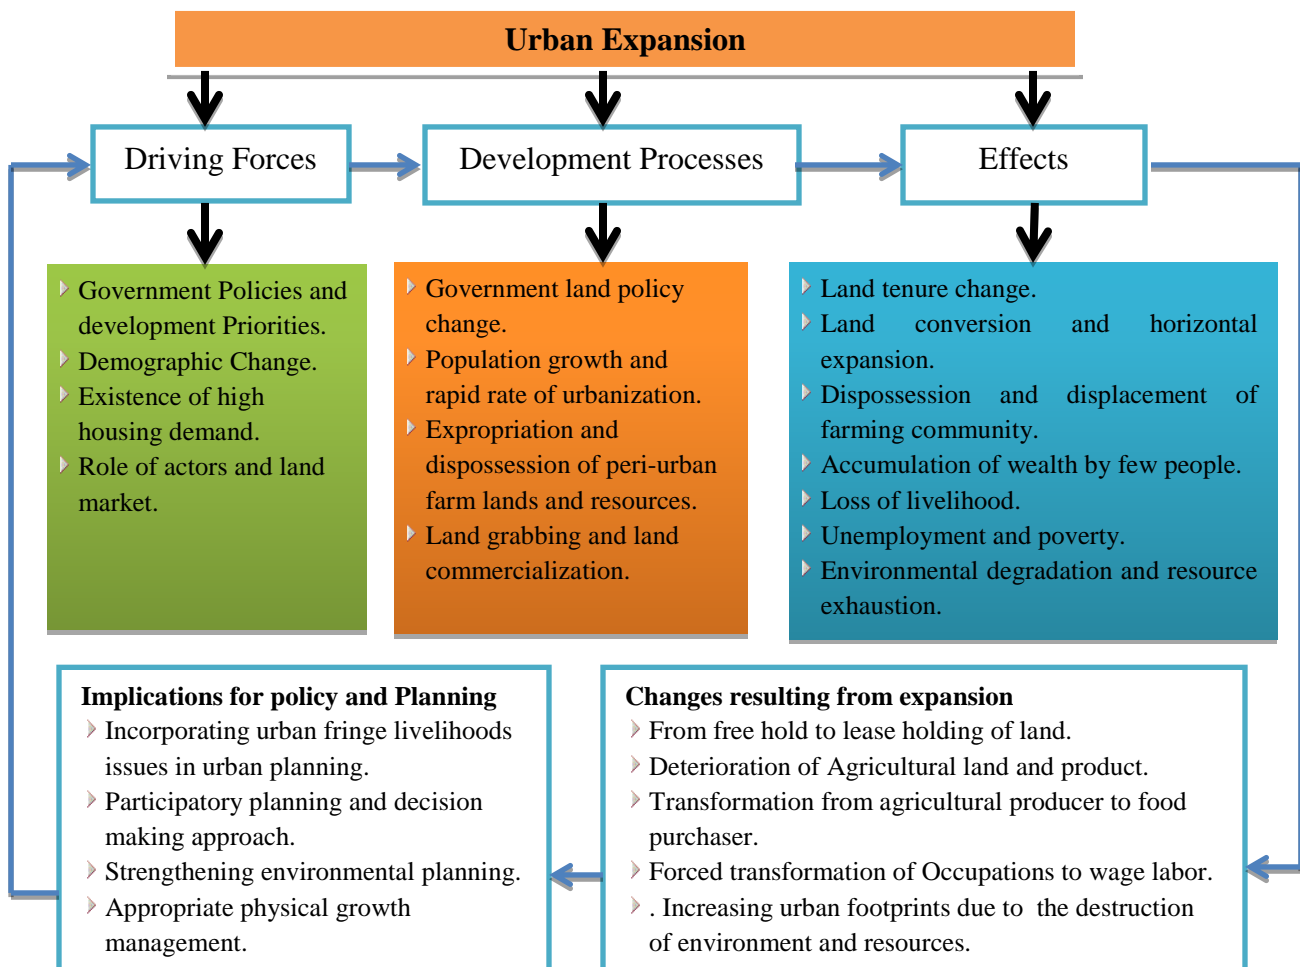 Urban Expansion
Driving Forces
Development Processes
Effects
Government Policies and
development Priorities.
Demographic Change.
Existence of high
housing demand.
Role of actors and land
market.
Government land policy
change.
Population growth and
rapid rate of urbanization.
Expropriation and
dispossession of peri-urban
farm lands and resources.
Land grabbing and land
commercialization.
Land tenure change.
Land conversion and horizontal
expansion.
Dispossession and displacement of
farming community.
Accumulation of wealth by few people.
Loss of livelihood.
Unemployment and poverty.
Environmental degradation and resource
exhaustion.
Implications for policy and Planning
Incorporating urban fringe livelihoods
issues in urban planning.
Participatory planning and decision
making approach.
Strengthening environmental planning.
Appropriate physical growth
management.
Changes resulting from expansion
From free hold to lease holding of land.
Deterioration of Agricultural land and product.
Transformation from agricultural producer to food
purchaser.
Forced transformation of Occupations to wage labor.
. Increasing urban footprints due to the destruction
of environment and resources.